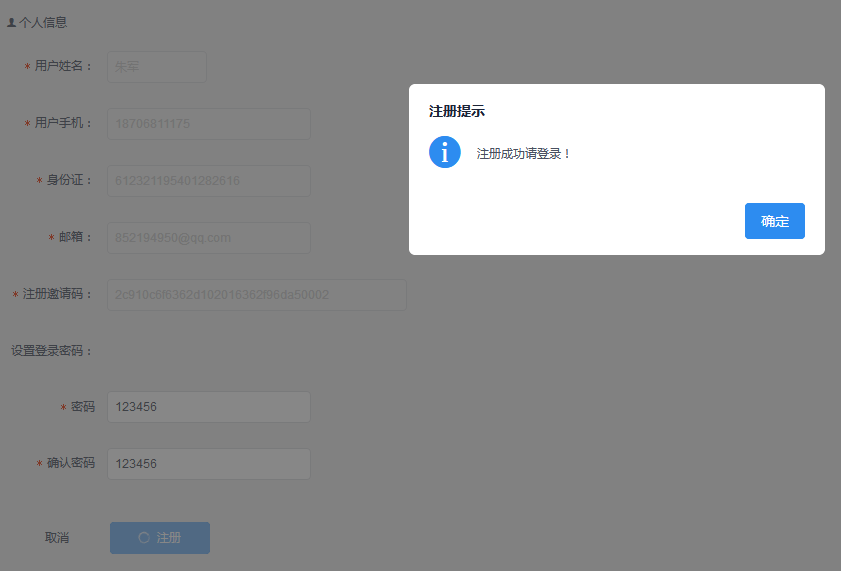 个人信息
* 用户姓名： 朱军
* 用户手机： 18706811175
* 身份证： 612321195401282616
* 邮箱： 852194950@qq.com
* 注册邀请码： 2c910c6f6362d102016362f96da50002
设置登录密码：
* 密码 123456
* 确认密码 123456
取消 注册
注册提示
注册成功请登录！
确定